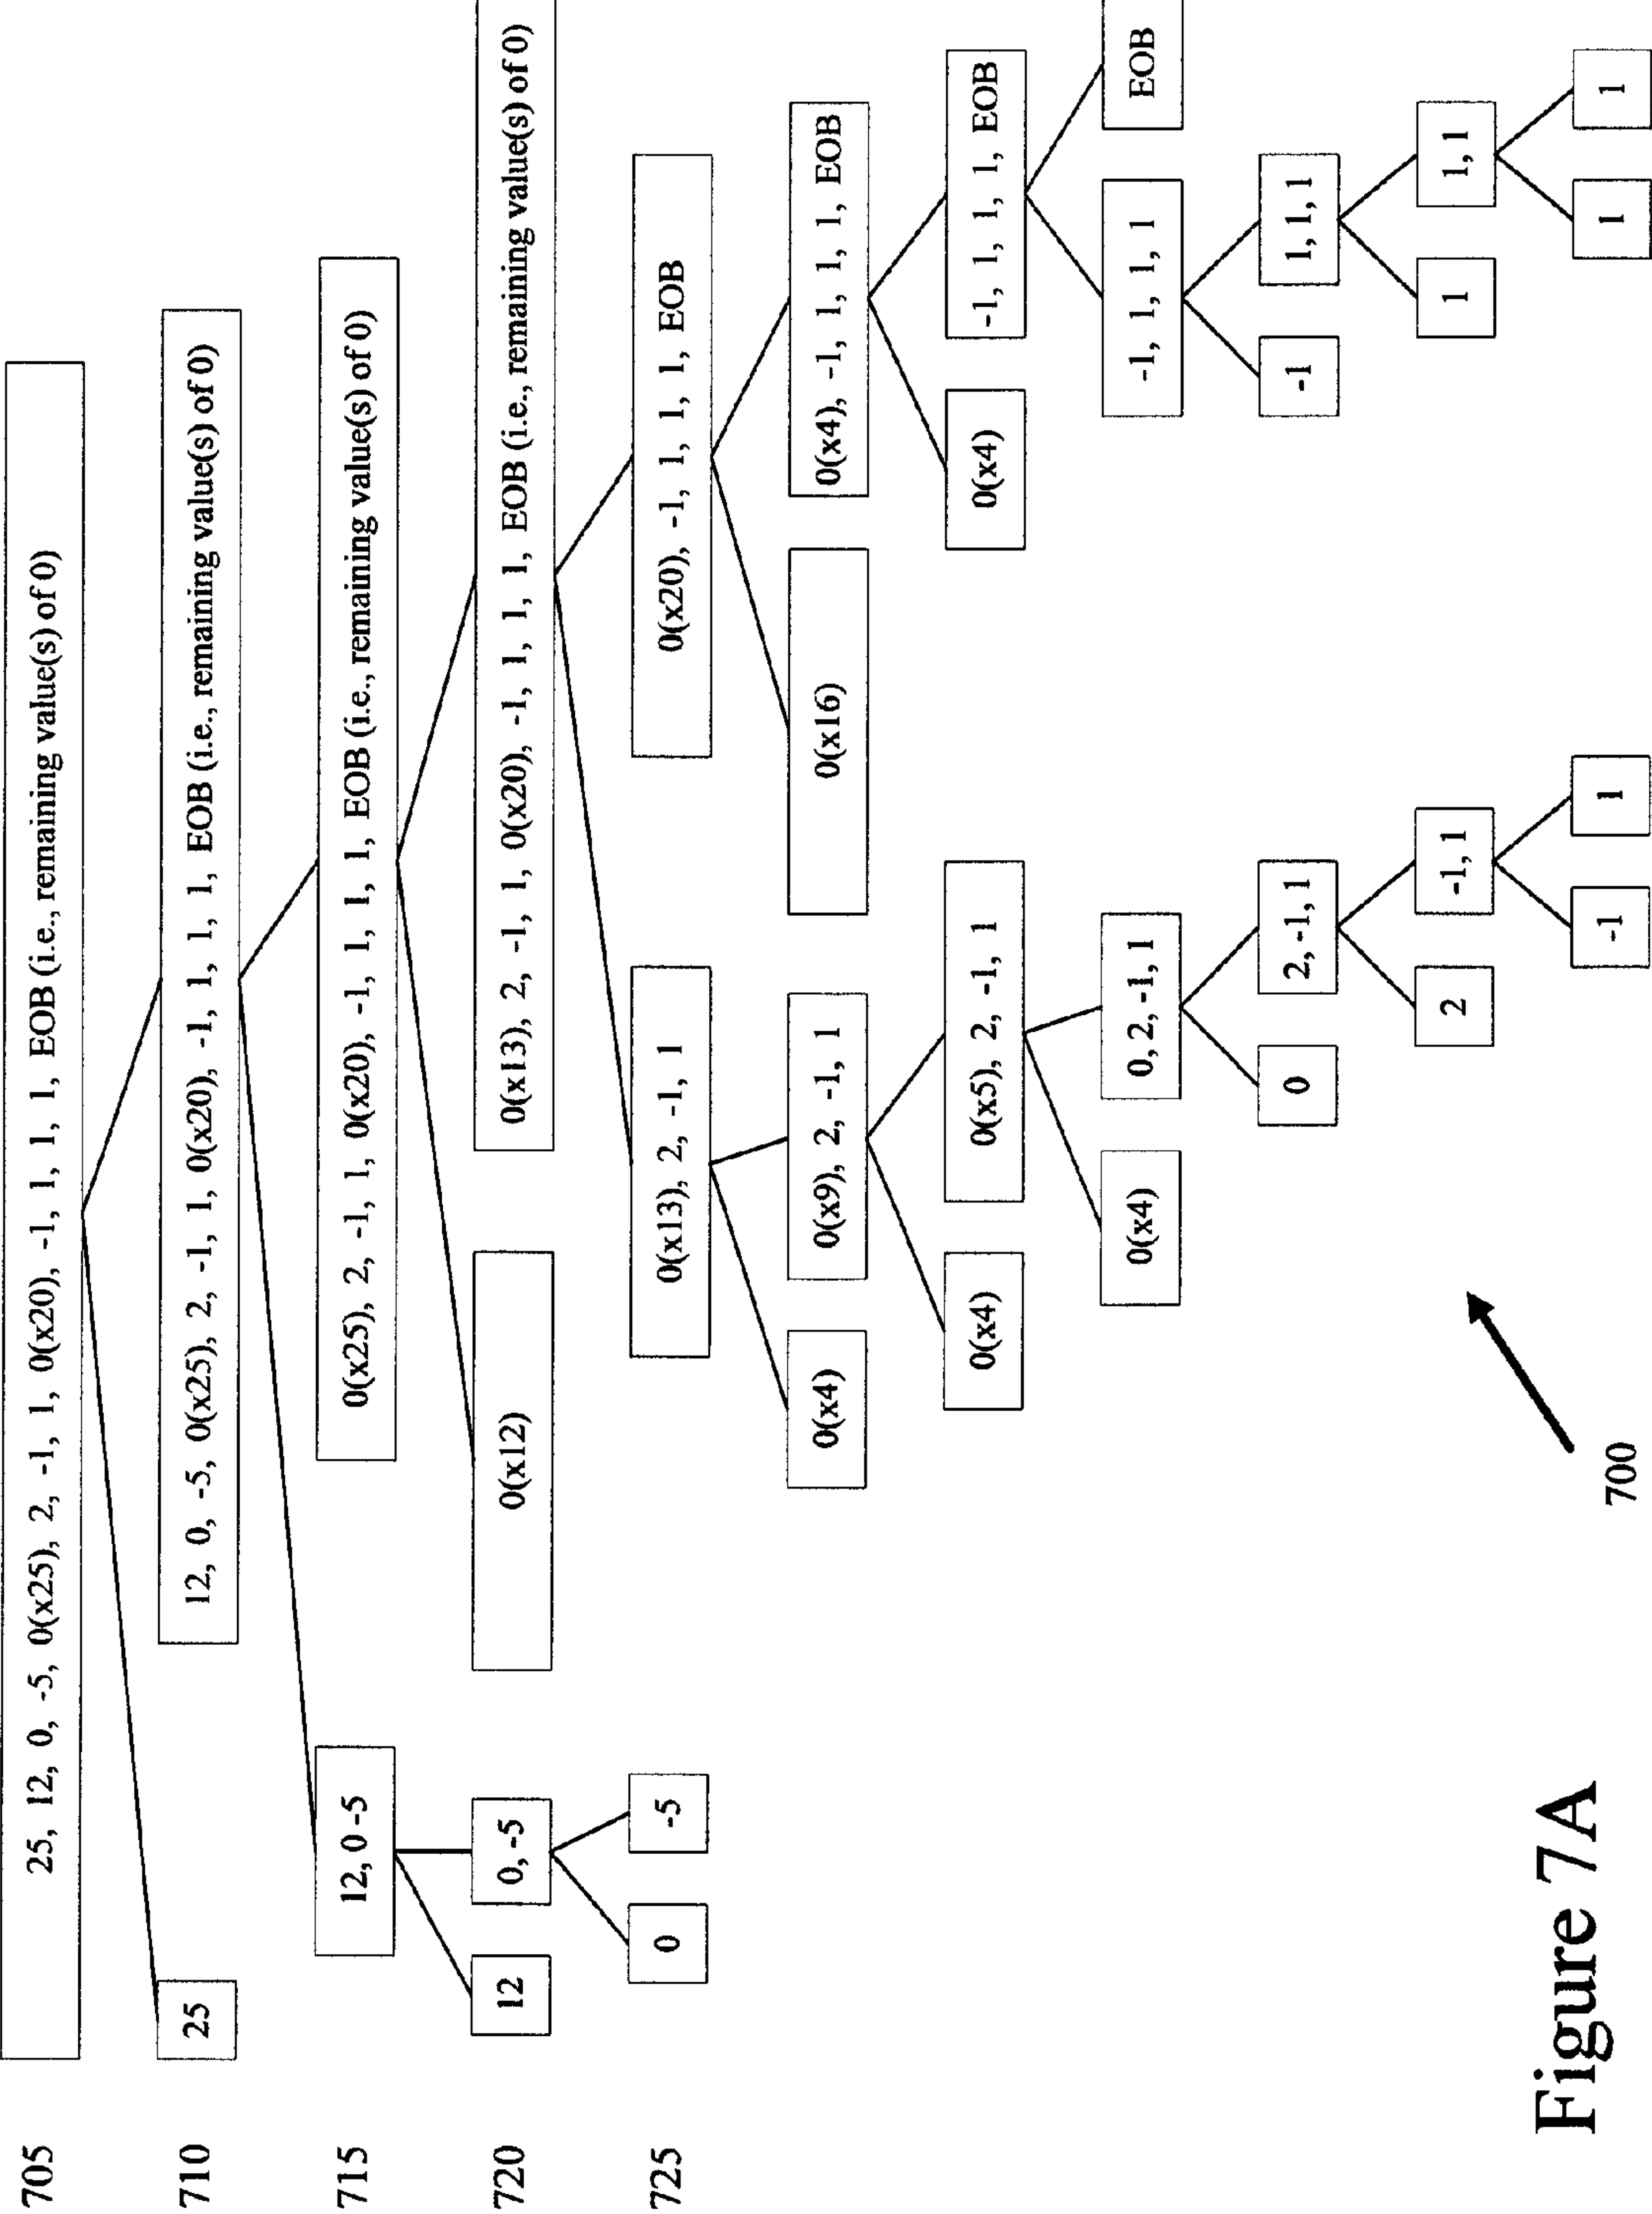 705
25, 12, 0, -5, 0(x25), 2, -1, 1, 0(x20), -1, 1, 1, 1, EOB (i.e., remaining value(s) of 0)
710
25
12, 0, -5, 0(x25), 2, -1, 1, 0(x20), -1, 1, 1, 1, EOB (i.e., remaining value(s) of 0)
715
12, 0 -5
0(x25), 2, -1, 1, 0(x20), -1, 1, 1, 1, EOB (i.e., remaining value(s) of 0)
720
12
0, -5
0(x12)
0(x13), 2, -1, 1, 0(x20), -1, 1, 1, 1, EOB (i.e., remaining value(s) of 0)
725
0
-5
0(x13), 2, -1, 1
0(x20), -1, 1, 1, 1, EOB
0(x4)
0(x9), 2, -1, 1
0(x16)
0(x4), -1, 1, 1, 1, EOB
0(x4)
0(x5), 2, -1, 1
0(x4)
-1, 1, 1, 1, EOB
0(x4)
0, 2, -1, 1
-1, 1, 1, 1
EOB
0
2, -1, 1
-1
1, 1, 1
2
-1, 1
1
1, 1
-1
1
1
1
700
Figure 7A